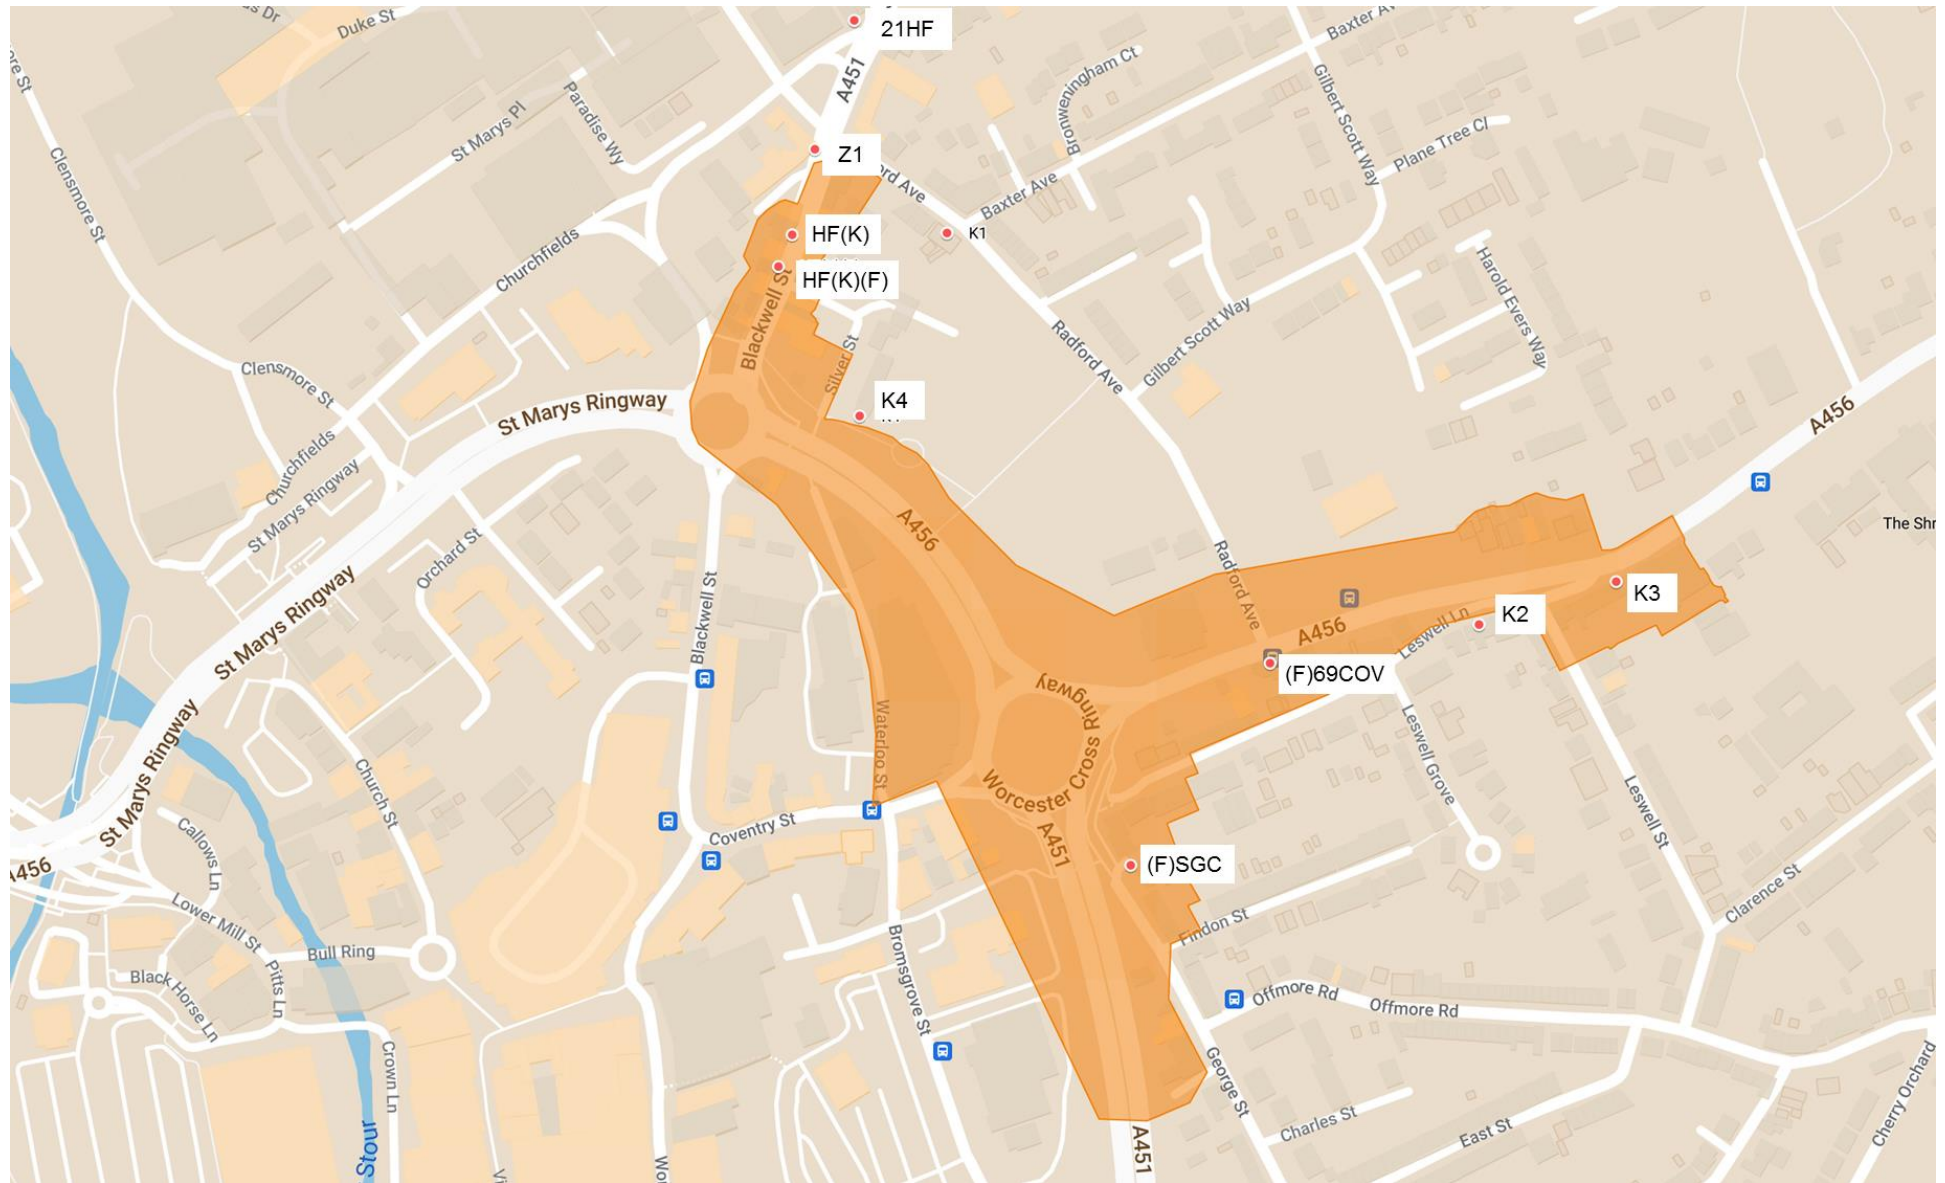 Duke St
21HF
A451
Baxter Av
Bronweningham Ct
Gilbert Scott Way
Plane Tree Cl
Paradise Wy
St Marys Pl
Z1
ord Ave
Baxter Ave
Clensmore St
HF(K)
K1
Churchfields
HF(K)(F)
Harold Evers Way
Blackwell St
Gilbert Scott Way
Radford Ave
Silver St
Clensmore St
St Marys Ringway
K4
A456
Churchfields
St Marys Ringway
A456
The Shr
Orchard St
Radford Ave
St Marys Ringway
Blackwell St
K3
K2
A456
Leswell Ln
(F)69COV
Ringway
Waterloo St
Leswell Grove
St Marys Ringway
Worcester Cross
Church St
Leswell St
Coventry St
Callows Ln
A451
A456
(F)SGC
Clarence St
Lower Mill St
Findon St
Bull Ring
Pitts Ln
Black Horse Ln
Bromsgrove St
Offmore Rd
Offmore Rd
Crown Ln
George St
Cherry Orchard
Charles St
East St
Stour
A451